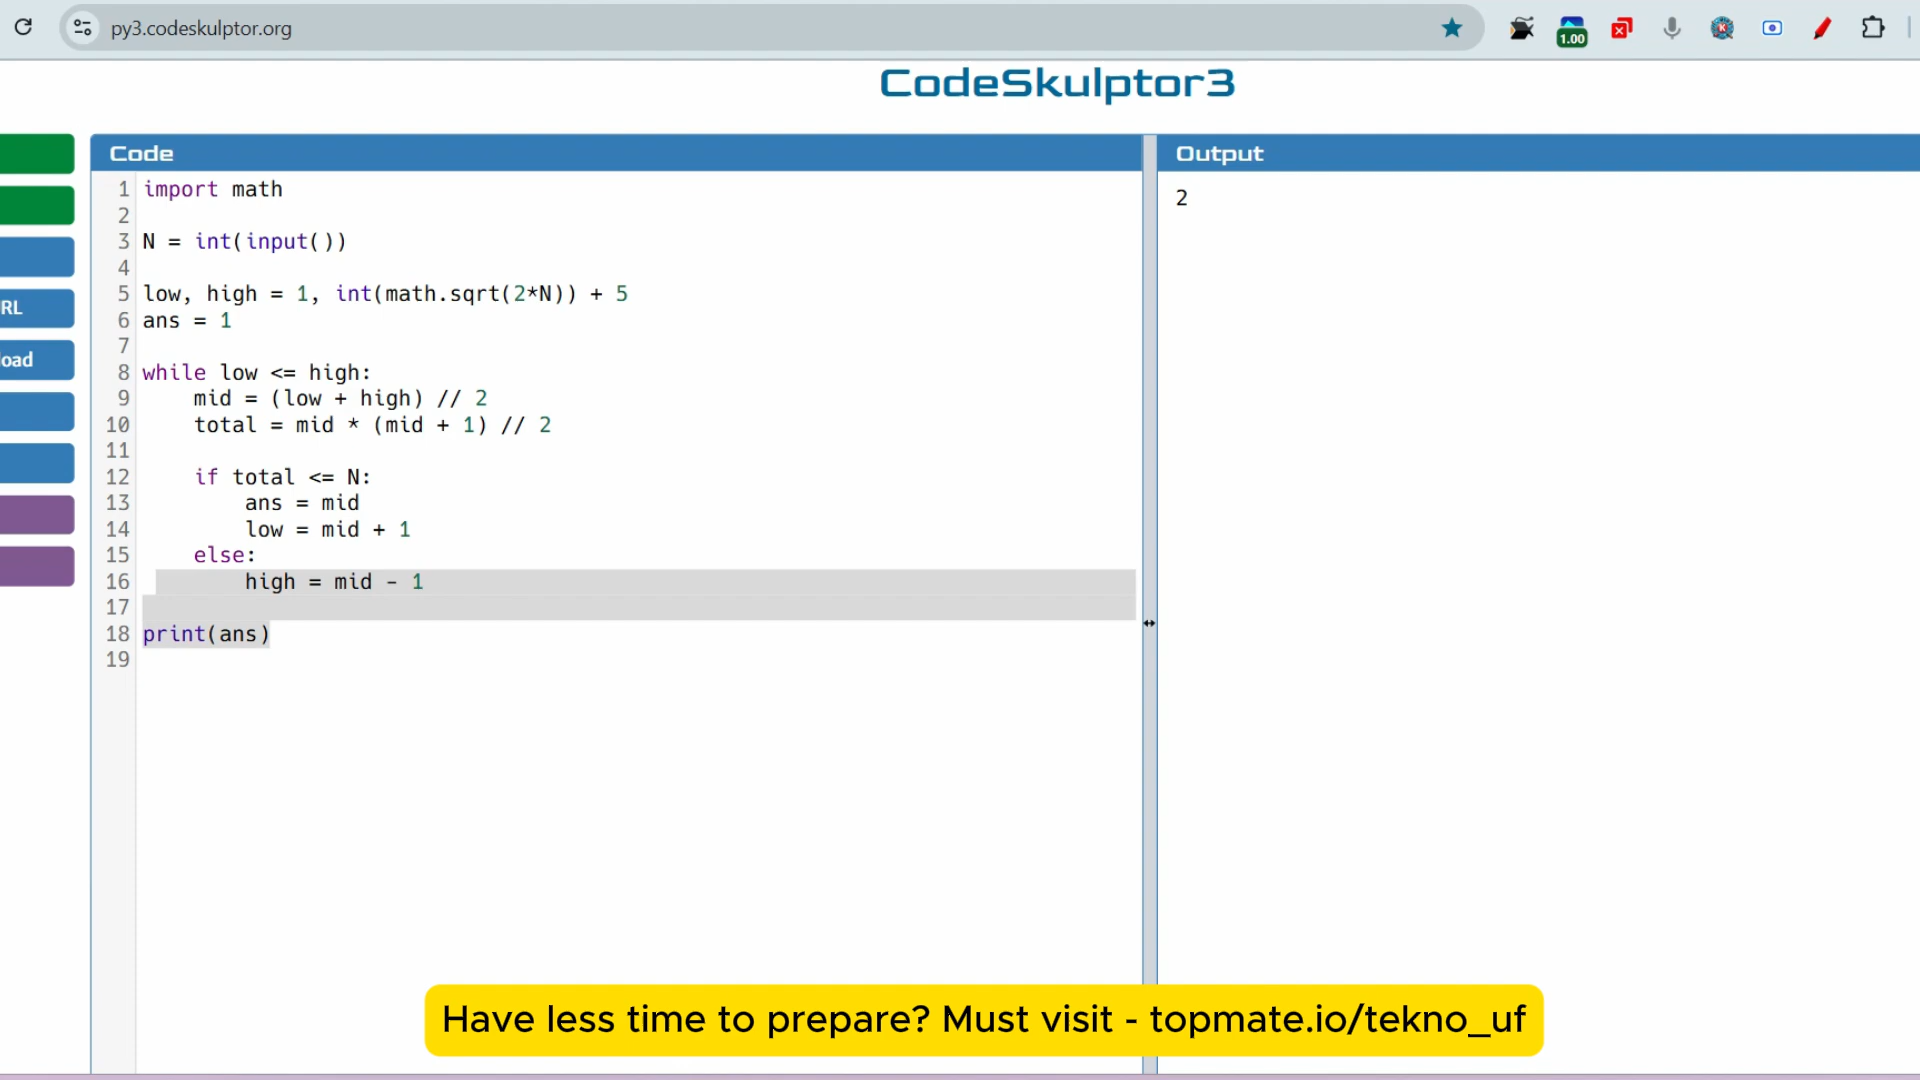 py3.codeskulptor.org
1.00
CodeSkulptor3
RL
load
Code
1 import math
2
3 N = int(input())
4
5 low, high = 1, int(math.sqrt(2*N)) + 5
6 ans = 1
7
8 while low <= high:
9 mid = (low + high) // 2
10 total = mid * (mid + 1) // 2
11
12 if total <= N:
13 ans = mid
14 low = mid + 1
15 else:
16 high = mid - 1
17
18 print(ans)
19
Output
2
Have less time to prepare? Must visit - topmate.io/tekno_uf